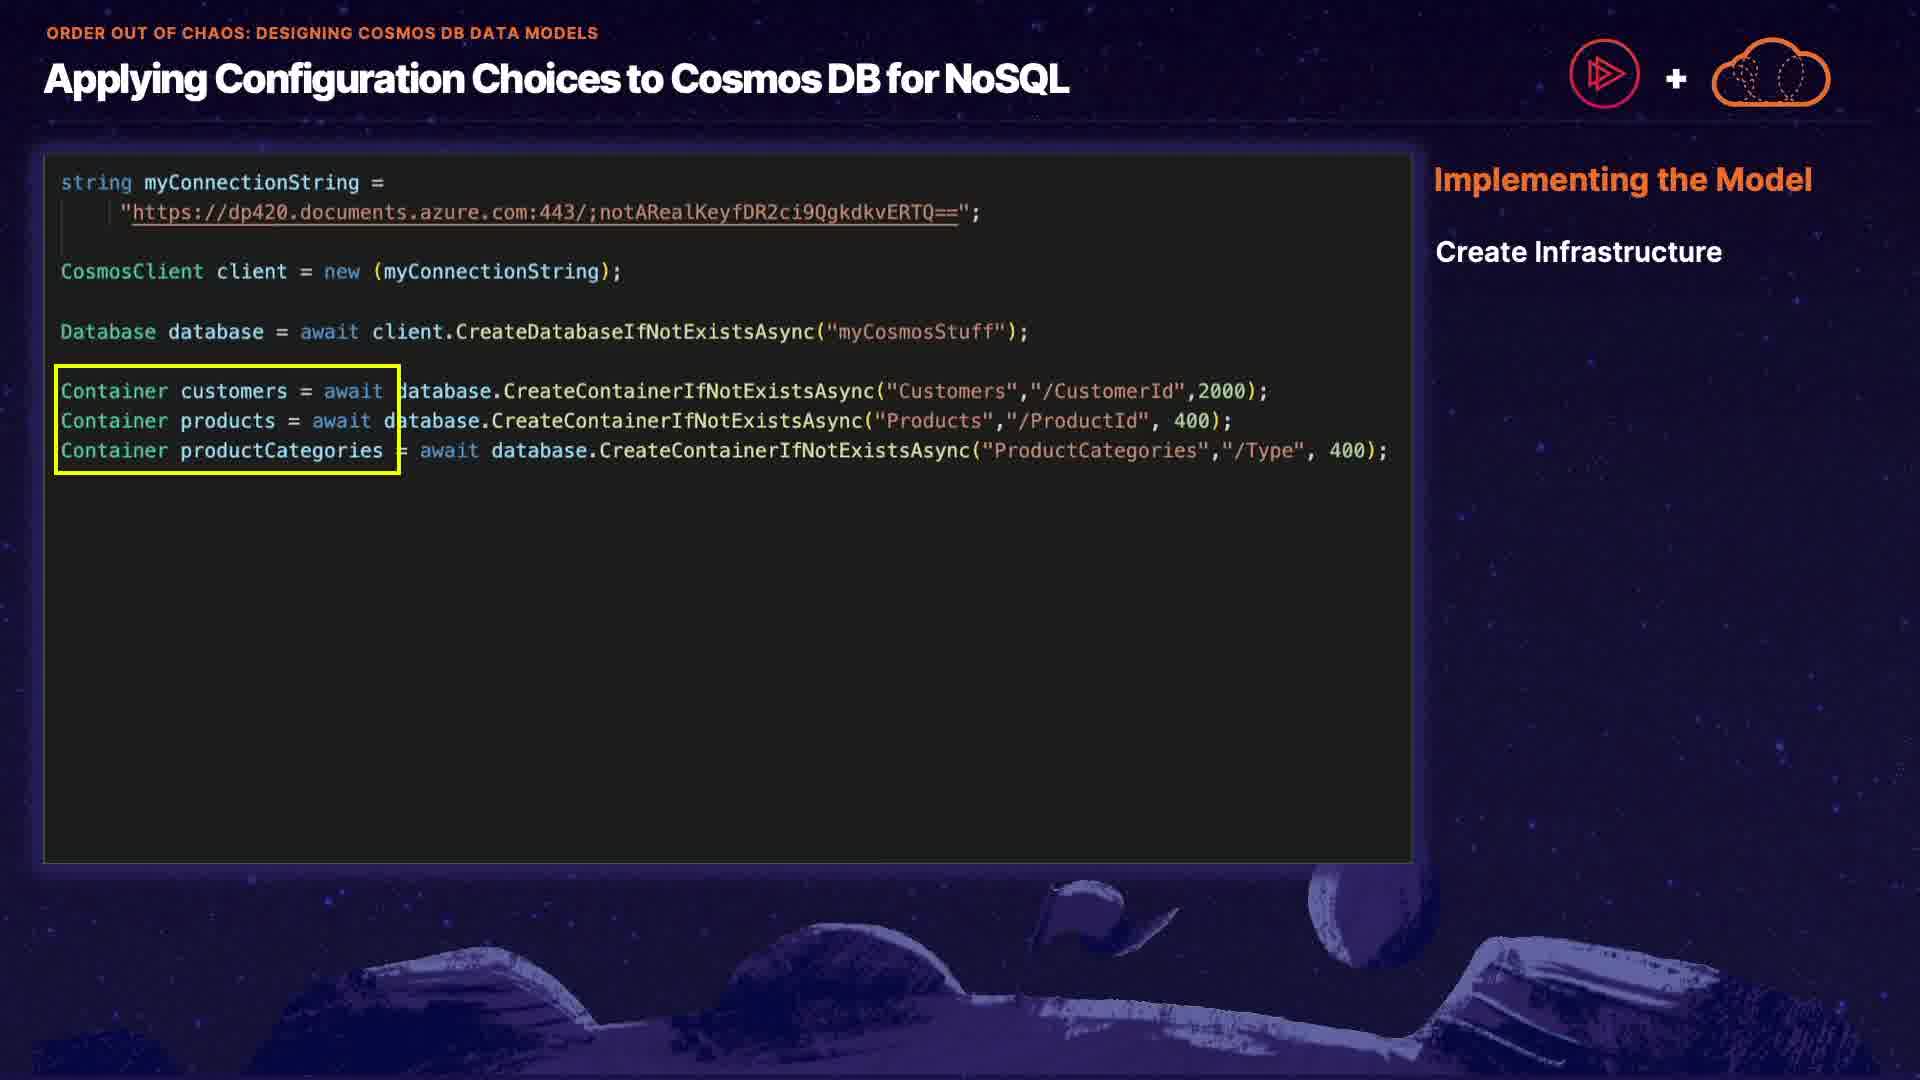 ORDER OUT OF CHAOS: DESIGNING COSMOS DB DATA MODELS
Applying Configuration Choices to Cosmos DB for NoSQL
string myConnectionString =
"https://dp420.documents.azure.com:443/;notARealKeyfDR2ci9QgkdkvERTQ==";
CosmosClient client = new (myConnectionString);
Database database = await client.CreateDatabaseIfNotExistsAsync("myCosmosStuff");
Container customers = await database.CreateContainerIfNotExistsAsync("Customers","/CustomerId",2000);
Container products = await database.CreateContainerIfNotExistsAsync("Products","/ProductId", 400);
Container productCategories = await database.CreateContainerIfNotExistsAsync("ProductCategories","/Type", 400);
Implementing the Model
Create Infrastructure